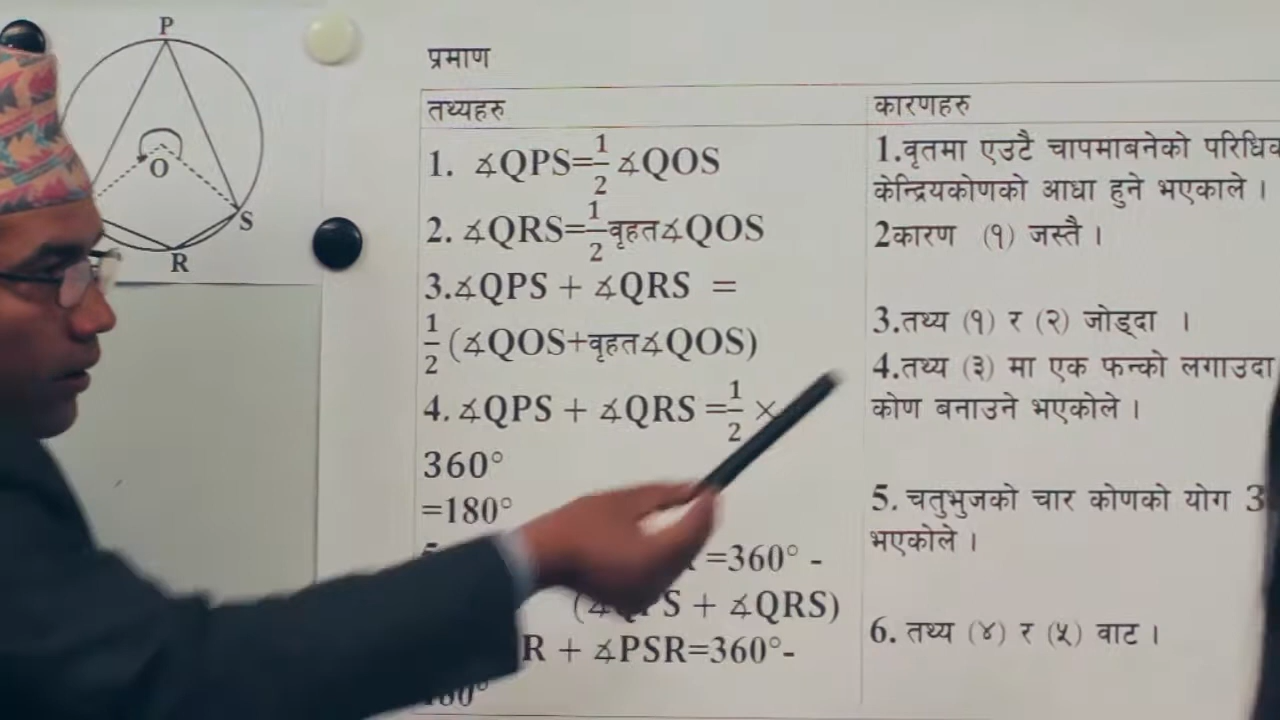 P
O
S
R
प्रमाण
तथ्यहरु
कारणहरु
1. ∡QPS=1/2 ∡QOS
2. ∡QRS=1/2वृहत∡QOS
3.∡QPS + ∡QRS =
1/2 (∡QOS+वृहत∡QOS)
4. ∡QPS + ∡QRS =1/2 ×
360°
=180°
=360° -
+ ∡QRS)
R + ∡PSR=360°-
1.वृतमा एउटै चापमाबनेको
केन्द्रियकोणको आधा हुने भएकाले ।
2कारण (१) जस्तै ।
3.तथ्य (१) र (२) जोड्दा ।
4.तथ्य (३) मा एक फन्को लगाउदा
कोण बनाउने भएकोले ।
5. चतुभुजको चार कोणको योग
भएकोले ।
6. तथ्य (४) र (५) वाट ।